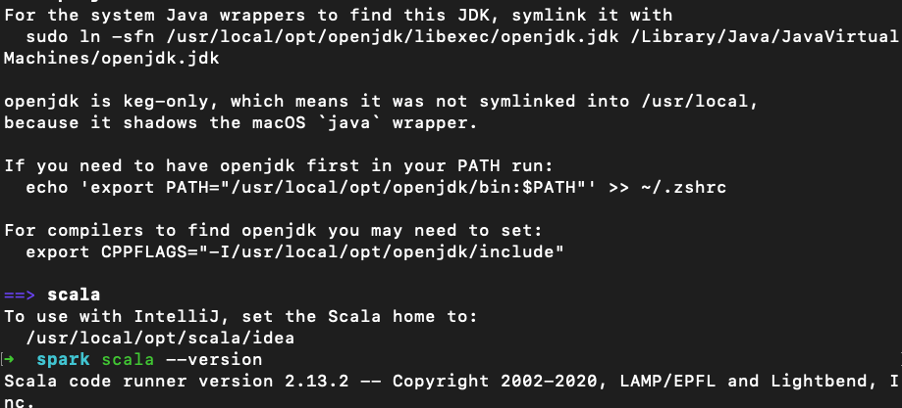 For the system Java wrappers to find this JDK, symlink it with
  sudo ln -sfn /usr/local/opt/openjdk/libexec/openjdk.jdk /Library/Java/JavaVirtual
Machines/openjdk.jdk
openjdk is keg-only, which means it was not symlinked into /usr/local,
because it shadows the macOS `java` wrapper.
If you need to have openjdk first in your PATH run:
  echo 'export PATH="/usr/local/opt/openjdk/bin:$PATH"' >> ~/.zshrc
For compilers to find openjdk you may need to set:
  export CPPFLAGS="-I/usr/local/opt/openjdk/include"
==> scala
To use with IntelliJ, set the Scala home to:
  /usr/local/opt/scala/idea
→  spark scala --version
Scala code runner version 2.13.2 -- Copyright 2002-2020, LAMP/EPFL and Lightbend, I
nc.